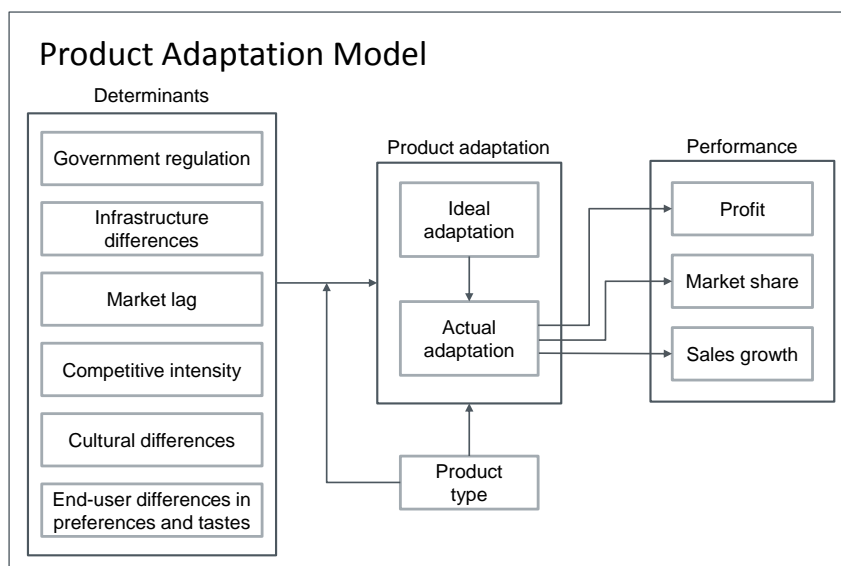 Product Adaptation Model
Determinants
Government regulation
Infrastructure
differences
Market lag
Competitive intensity
Cultural differences
End-user differences in
preferences and tastes
Product adaptation
Ideal
adaptation
Actual
adaptation
Product
type
Performance
Profit
Market share
Sales growth